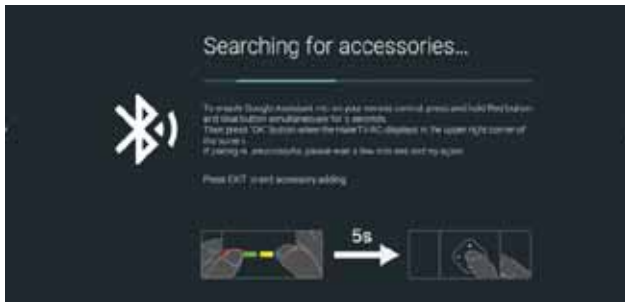 Searching for accessories...
To enable Google Assistant mic on your remote control, press and hold Red button
and blue button simultaneously for 5 seconds.
Then press "OK" button when the Haier TV RC displays in the upper right corner of
the screen.
If pairing is unsuccessful, please wait a few minutes and try again.
Press EXIT to end accessory adding
5s